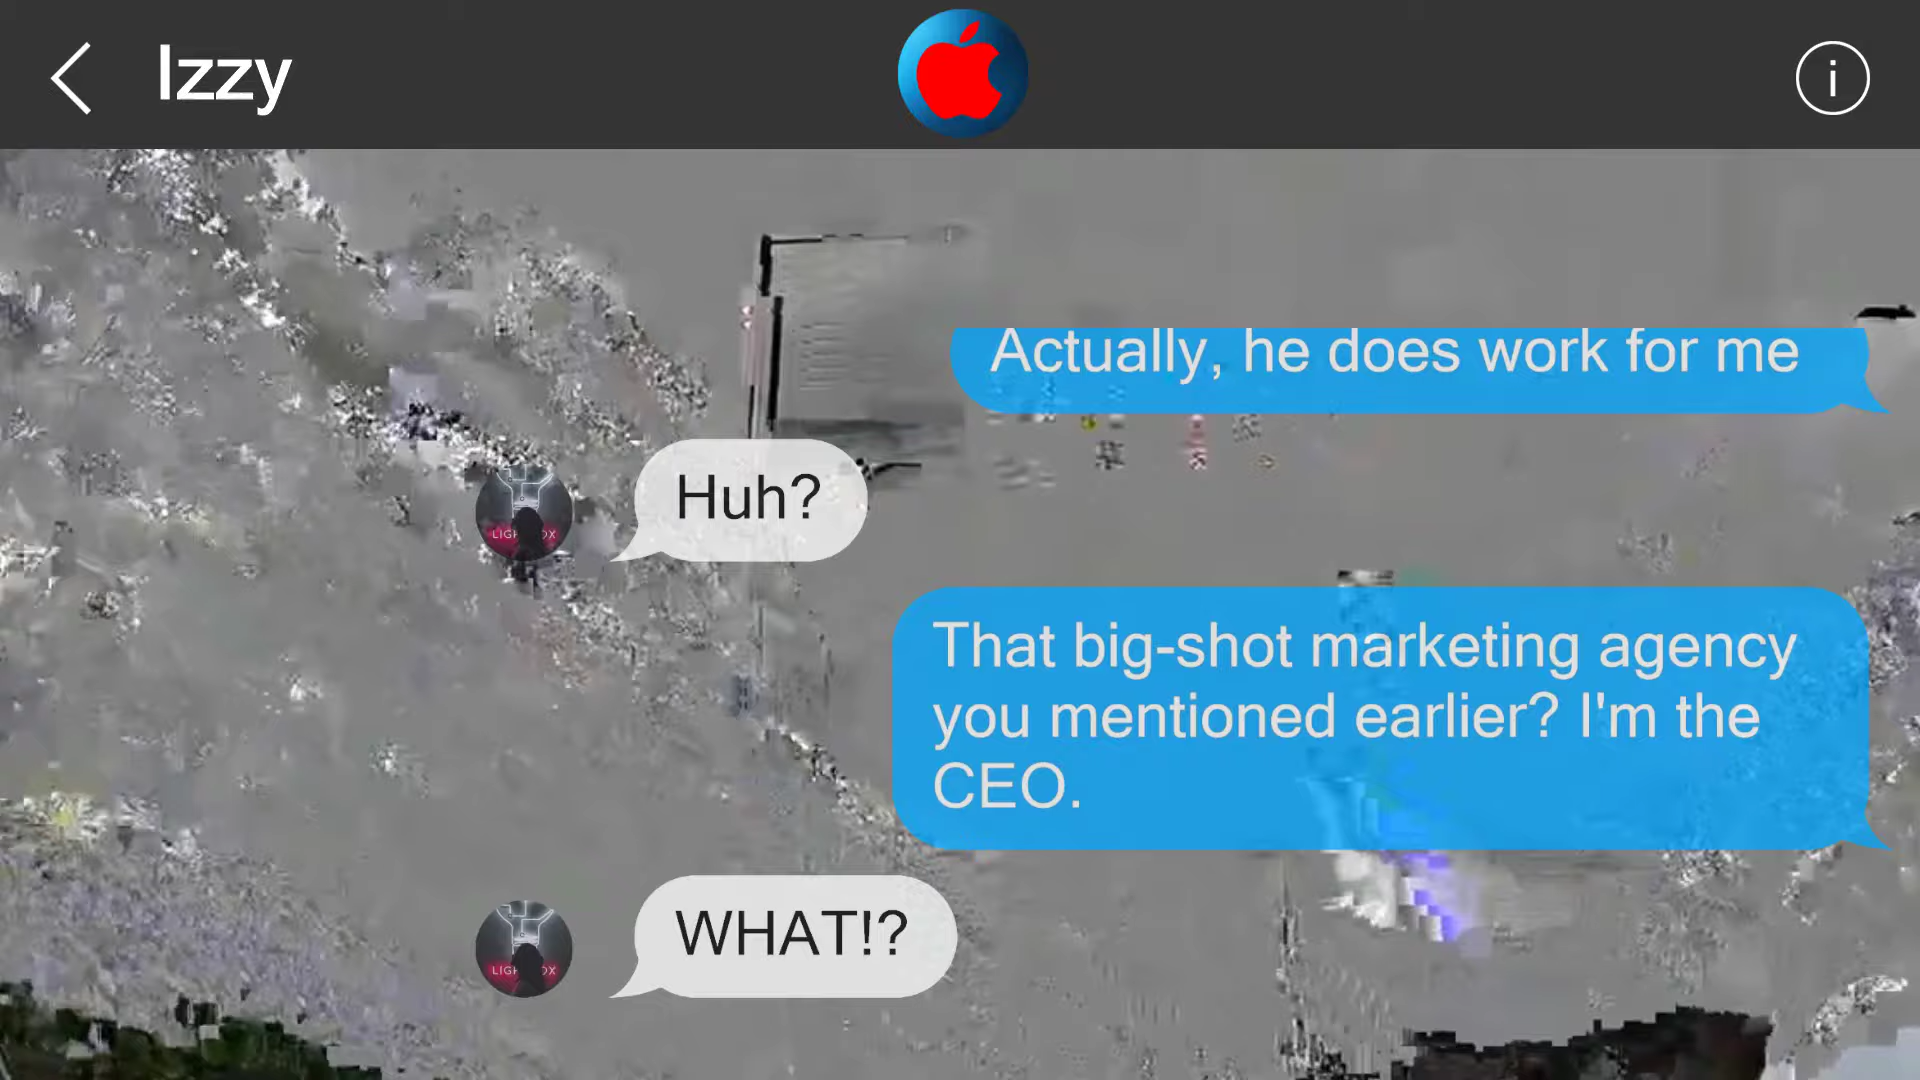 Izzy
i
Actually, he does work for me
Huh?
That big-shot marketing agency
you mentioned earlier? I'm the
CEO.
WHAT!?